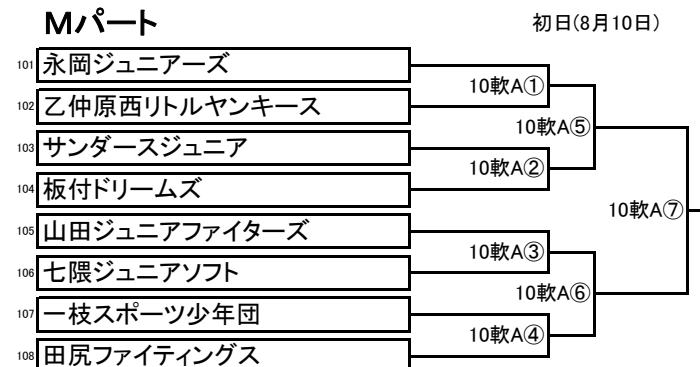 Mパート 初日(8月10日)
101 永岡ジュニアーズ
10軟A①
102 乙仲原西リトルヤンキース
10軟A⑤
103 サンダースジュニア
10軟A②
104 板付ドリームズ
10軟A⑦
105 山田ジュニアファイターズ
10軟A③
106 七隈ジュニアソフト
10軟A⑥
107 一枝スポーツ少年団
10軟A④
108 田尻ファイティングス